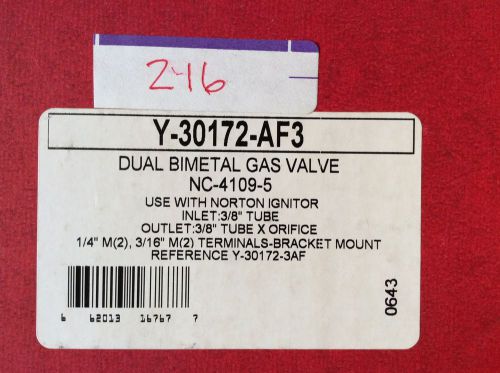 2-16
Y-30172-AF3
DUAL BIMETAL GAS VALVE
NC-4109-5
USE WITH NORTON IGNITOR
INLET:3/8" TUBE
OUTLET:3/8" TUBE X ORIFICE
1/4" M(2), 3/16" M(2) TERMINALS-BRACKET MOUNT
REFERENCE Y-30172-3AF
6 62013 16767 7
0643